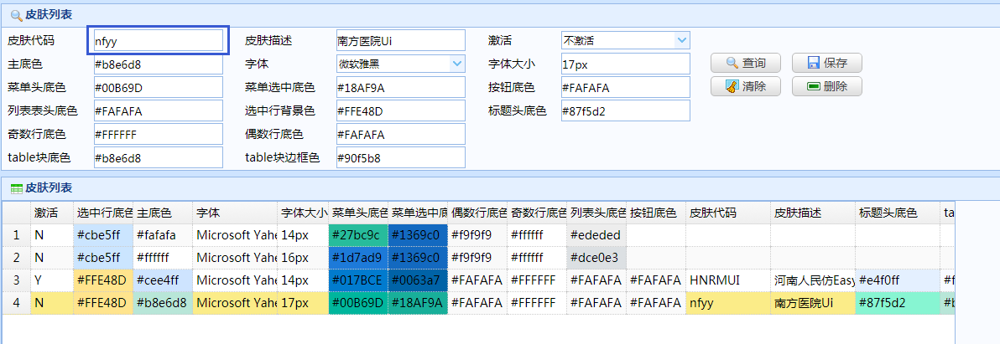 皮肤列表
皮肤代码 nfyy 皮肤描述 南方医院Ui 激活 不激活
主底色 #b8e6d8 字体 微软雅黑 字体大小 17px 查询 保存
菜单头底色 #00B69D 菜单选中底色 #18AF9A 按钮底色 #FAFAFA 清除 删除
列表表头底色 #FAFAFA 选中行背景色 #FFE48D 标题头底色 #87f5d2
奇数行底色 #FFFFFF 偶数行底色 #FAFAFA
table块底色 #b8e6d8 table块边框色 #90f5b8
皮肤列表
激活 选中行底色 主底色 字体 字体大小 菜单头底色 菜单选中底 偶数行底色 奇数行底色 列表头底色 按钮底色 皮肤代码 皮肤描述 标题头底色 ta
1 N #cbe5ff #fafafa Microsoft Yahe 14px #27bc9c #1369c0 #f9f9f9 #ffffff #ededed
2 N #cbe5ff #ffffff Microsoft Yahe 16px #1d7ad9 #1369c0 #f9f9f9 #ffffff #dce0e3
3 Y #FFE48D #cee4ff Microsoft Yahe 14px #017BCE #0063a7 #FAFAFA #FFFFFF #FAFAFA #FAFAFA HNRMUI 河南人民仿Easy #e4f0ff #f
4 N #FFE48D #b8e6d8 Microsoft Yahe 17px #00B69D #18AF9A #FAFAFA #FFFFFF #FAFAFA #FAFAFA nfyy 南方医院Ui #87f5d2 #b